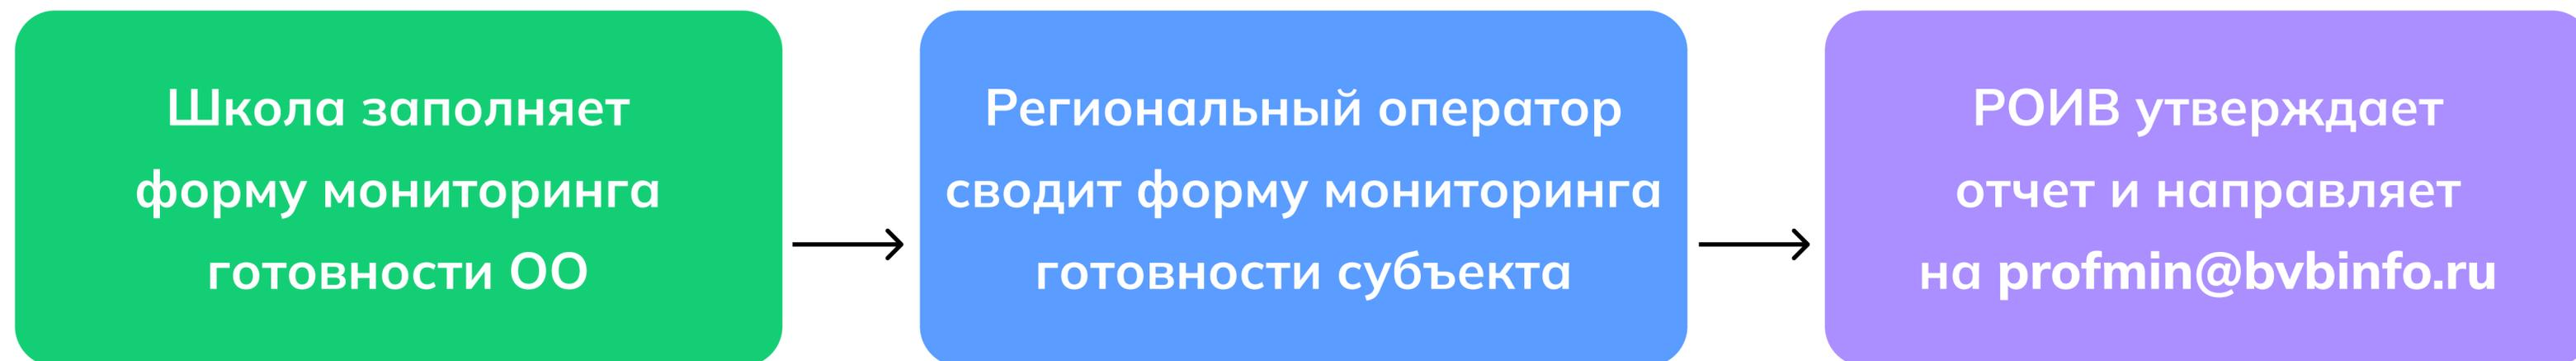 Школа заполняет
форму мониторинга
готовности ОО
Региональный оператор
сводит форму мониторинга
готовности субъекта
РОИВ утверждает
отчет и направляет
на profmin@bvbinfo.ru